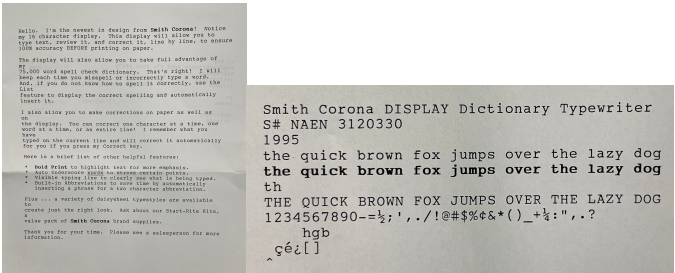 Hello. I'm the newest in design from Smith Corona! Notice
my 16 character display. This display will allow you to
type text, review it, and correct it, line by line, to ensure
100% accuracy BEFORE printing on paper.
The display will also allow you to take full advantage of
my
75,000 word spell check dictionary. That's right! I will
beep each time you misspell or incorrectly type a word.
And, if you do not know how to spell it correctly, use the
List
feature to display the correct spelling and automatically
insert it.
I also allow you to make corrections on paper as well as
on
the display. You can correct one character at a time, one
word at a time, or an entire line! I remember what you
have
typed on the current line and will correct it automatically
for you if you press my Correct key.
Here is a brief list of other helpful features:
* Bold Print to highlight text for more emphasis.
* Auto underscore words to stress certain points.
* Visible typing line to clearly see what is being typed.
* Built-in Abbreviations to save time by automatically
inserting a phrase for a two character abbreviation.
Plus ... a variety of daisywheel typestyles are available
to
create just the right look. Ask about our Start-Rite Kits,
a
value pack of Smith Corona brand supplies.
Thank you for your time. Please see a salesperson for more
information.
Smith Corona DISPLAY Dictionary Typewriter
S# NAEN 3120330
1995
the quick brown fox jumps over the lazy dog
the quick brown fox jumps over the lazy dog
th
THE QUICK BROWN FOX JUMPS OVER THE LAZY DOG
1234567890-=½;',./!@#$%¢&*()_+¼:",.?
hgb
çé¿[]
^